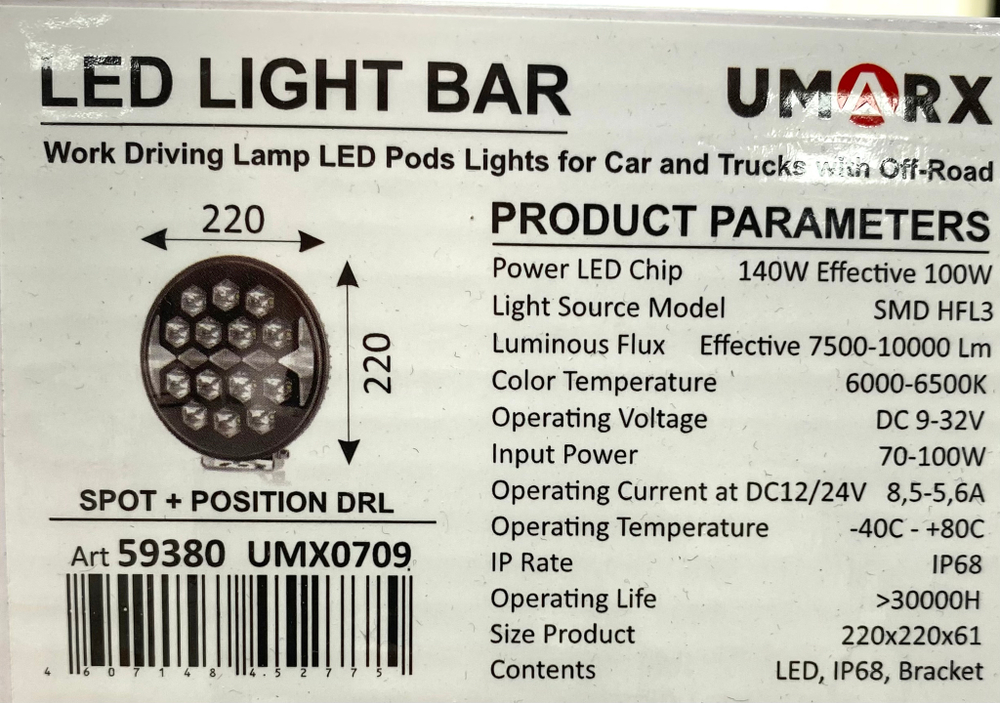 LED LIGHT BAR
UMARX
Work Driving Lamp LED Pods Lights for Car and Trucks with Off-Road
220
220
SPOT + POSITION DRL
Art 59380 UMX0709
4 607148 452775
PRODUCT PARAMETERS
Power LED Chip 140W Effective 100W
Light Source Model SMD HFL3
Luminous Flux Effective 7500-10000 Lm
Color Temperature 6000-6500K
Operating Voltage DC 9-32V
Input Power 70-100W
Operating Current at DC12/24V 8,5-5,6A
Operating Temperature -40C - +80C
IP Rate IP68
Operating Life >30000H
Size Product 220x220x61
Contents LED, IP68, Bracket